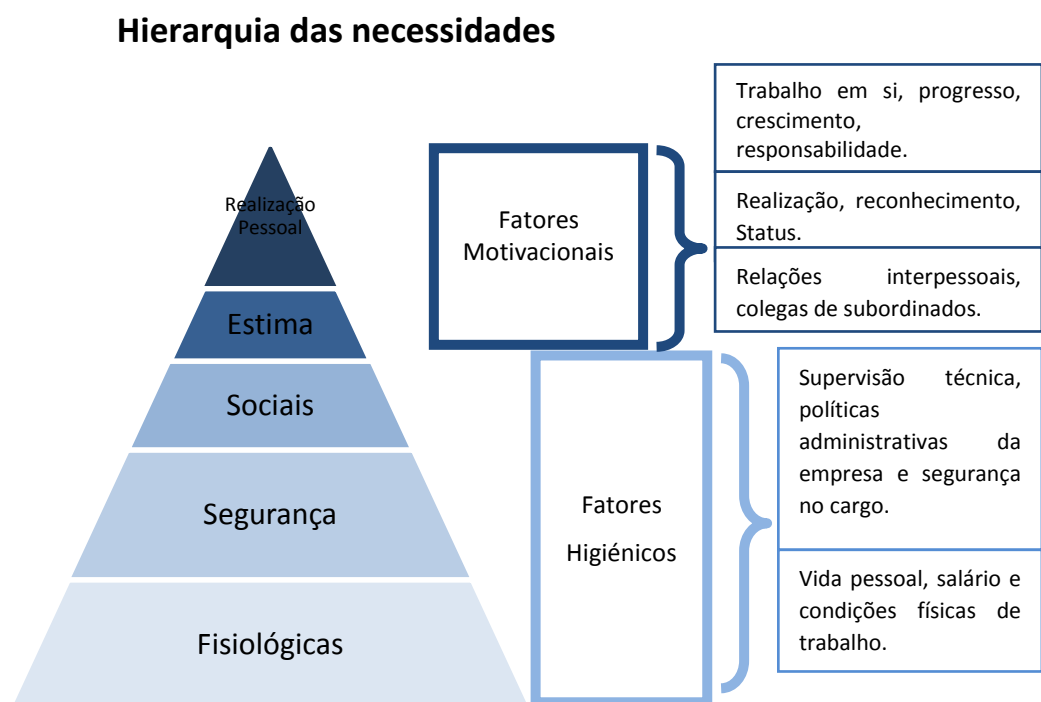 Hierarquia das necessidades
Realização
Pessoal
Estima
Sociais
Segurança
Fisiológicas
Fatores
Motivacionais
Fatores
Higiénicos
Trabalho em si, progresso,
crescimento,
responsabilidade.
Realização, reconhecimento,
Status.
Relações interpessoais,
colegas de subordinados.
Supervisão técnica,
políticas
administrativas da
empresa e segurança
no cargo.
Vida pessoal, salário e
condições físicas de
trabalho.